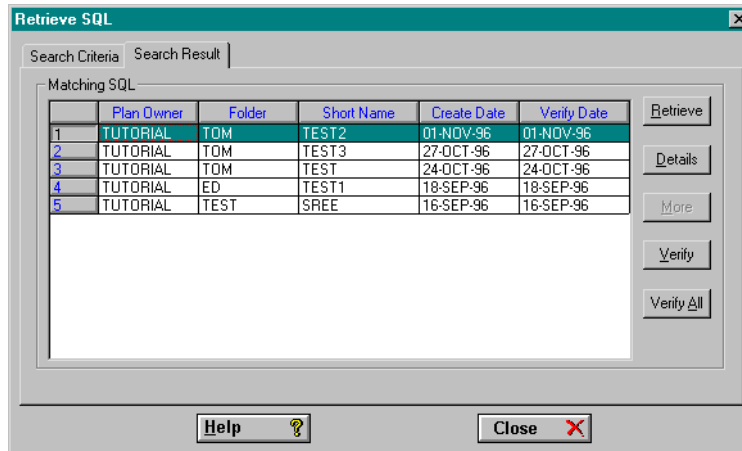 Retrieve SQL
Search Criteria Search Result
Matching SQL
Plan Owner Folder Short Name Create Date Verify Date
1 TUTORIAL TOM TEST2 01-NOV-96 01-NOV-96
2 TUTORIAL TOM TEST3 27-OCT-96 27-OCT-96
3 TUTORIAL TOM TEST 24-OCT-96 24-OCT-96
4 TUTORIAL ED TEST1 18-SEP-96 18-SEP-96
5 TUTORIAL TEST SREE 16-SEP-96 16-SEP-96
Retrieve
Details
More
Verify
Verify All
Help ?
Close